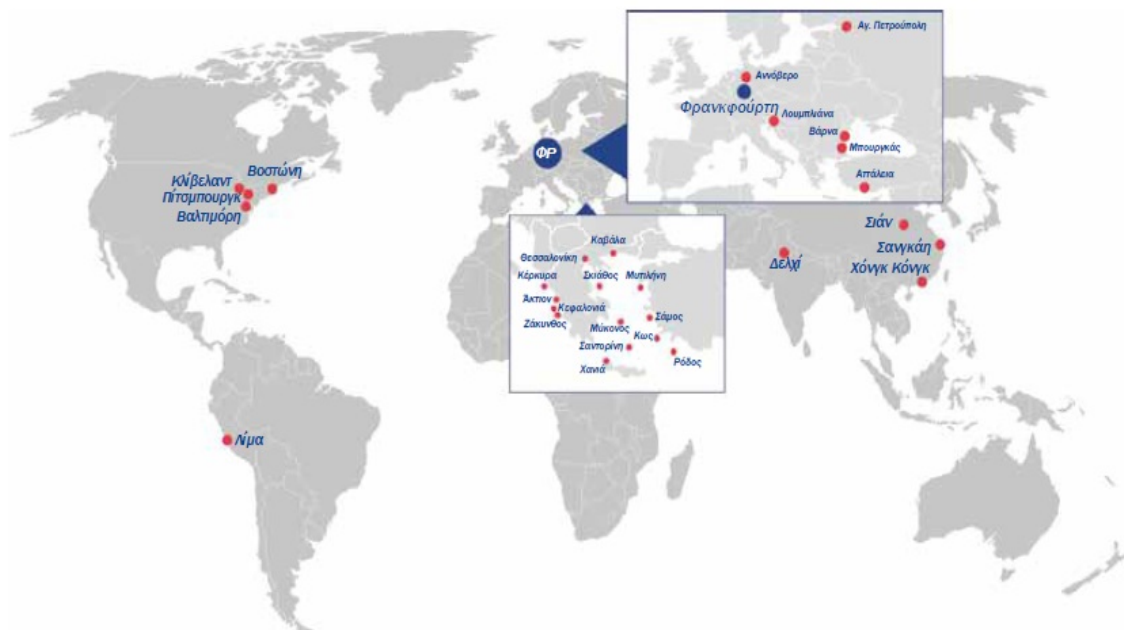 Αγ. Πετρούπολη
Αννόβερο
Φρανκφούρτη
Λουμπλιάνα
Βάρνα
Μπουργκάς
Αττάλεια
ΦΡ
Βοστώνη
Κλίβελαντ
Πίτσμπουργκ
Βαλτιμόρη
Σιάν
Σανγκάη
Δελχί
Χόνγκ Κόνγκ
Καβάλα
Θεσσαλονίκη
Κέρκυρα
Σκιάθος
Μυτιλήνη
Άκτιον
Κεφαλονιά
Ζάκυνθος
Μύκονος
Σάμος
Κως
Σαντορίνη
Χανιά
Ρόδος
Λίμα